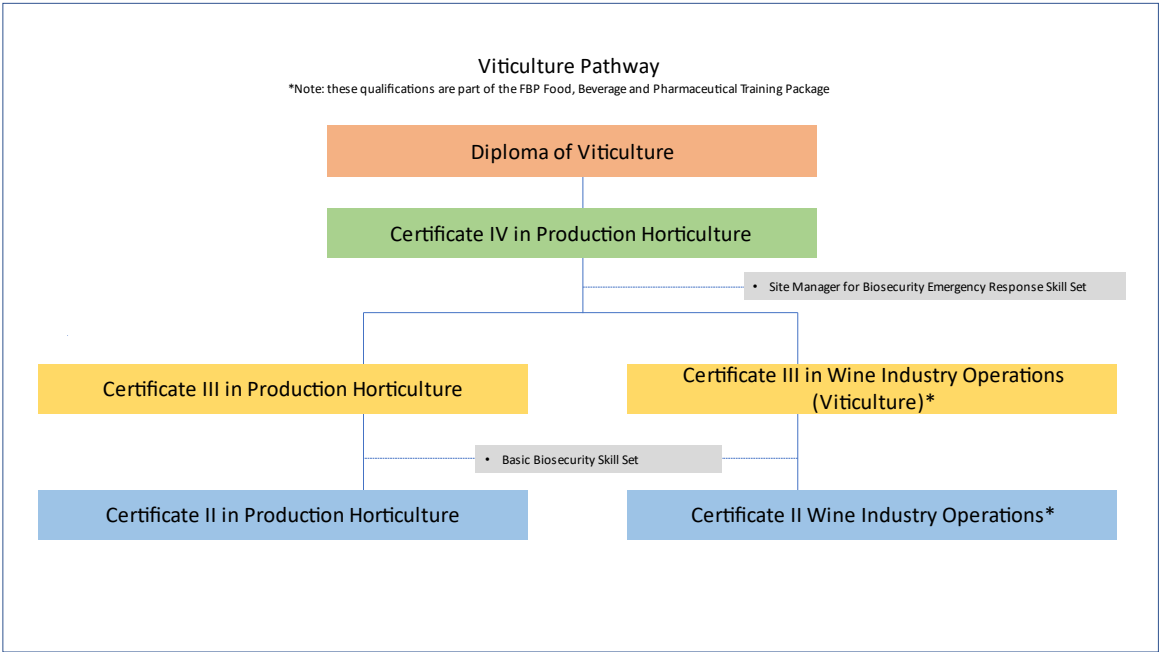 Viticulture Pathway
*Note: these qualifications are part of the FBP Food, Beverage and Pharmaceutical Training Package
Diploma of Viticulture
Certificate IV in Production Horticulture
• Site Manager for Biosecurity Emergency Response Skill Set
Certificate III in Production Horticulture
Certificate III in Wine Industry Operations
(Viticulture)*
• Basic Biosecurity Skill Set
Certificate II in Production Horticulture
Certificate II Wine Industry Operations*